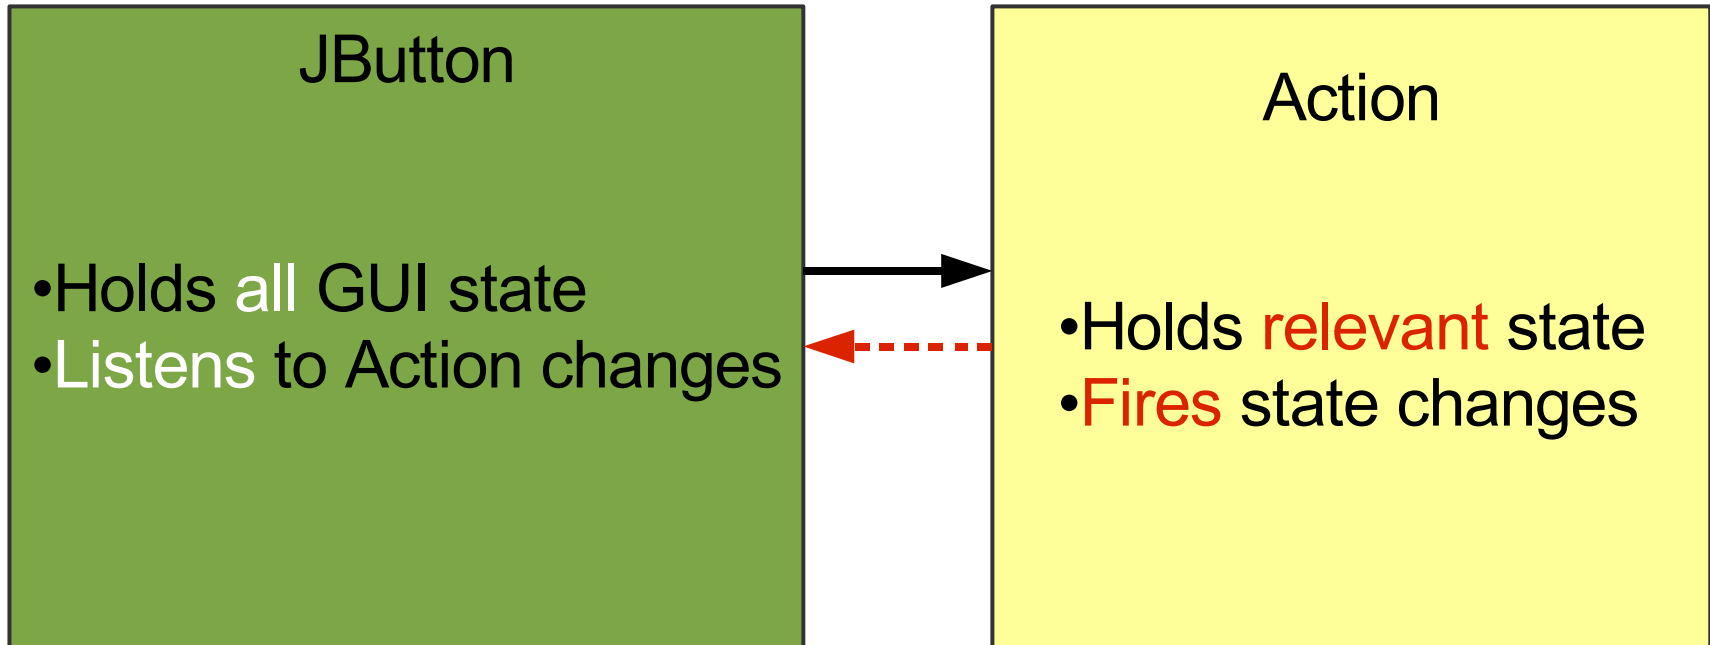 JButton
•Holds all GUI state
•Listens to Action changes
Action
•Holds relevant state
•Fires state changes